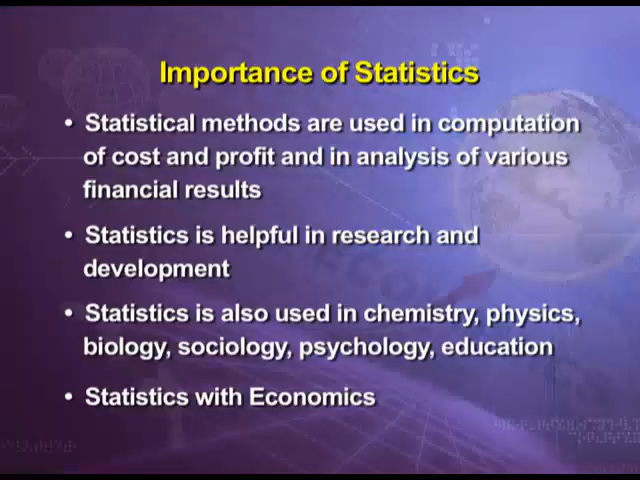 Importance of Statistics
• Statistical methods are used in computation
of cost and profit and in analysis of various
financial results
• Statistics is helpful in research and
development
• Statistics is also used in chemistry, physics,
biology, sociology, psychology, education
• Statistics with Economics